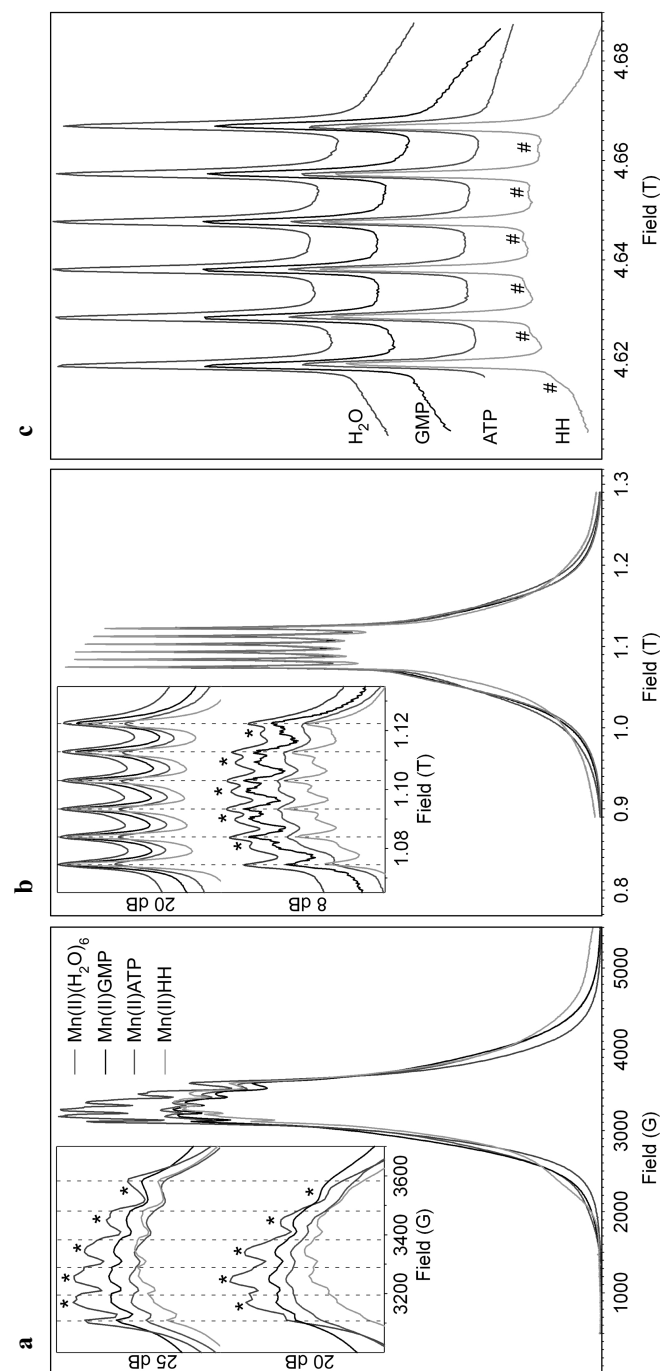 a
25 dB
20 dB
3200 3400 3600
Field (G)
* * * * *
* * * *
Mn(II)(H2O)6
Mn(II)GMP
Mn(II)ATP
Mn(II)HH
1000 2000 3000 4000 5000
Field (G)
b
20 dB
8 dB
* * * * *
1.08 1.10 1.12
Field (T)
0.8 0.9 1.0 1.1 1.2 1.3
Field (T)
c
H2O
GMP
ATP
HH
# # # # # #
4.62 4.64 4.66 4.68
Field (T)